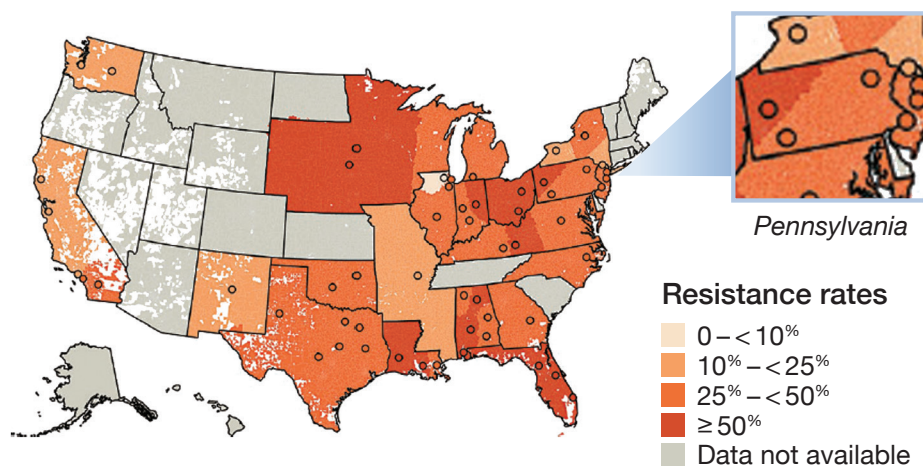 Pennsylvania
Resistance rates
0 – < 10%
10% – < 25%
25% – < 50%
≥ 50%
Data not available